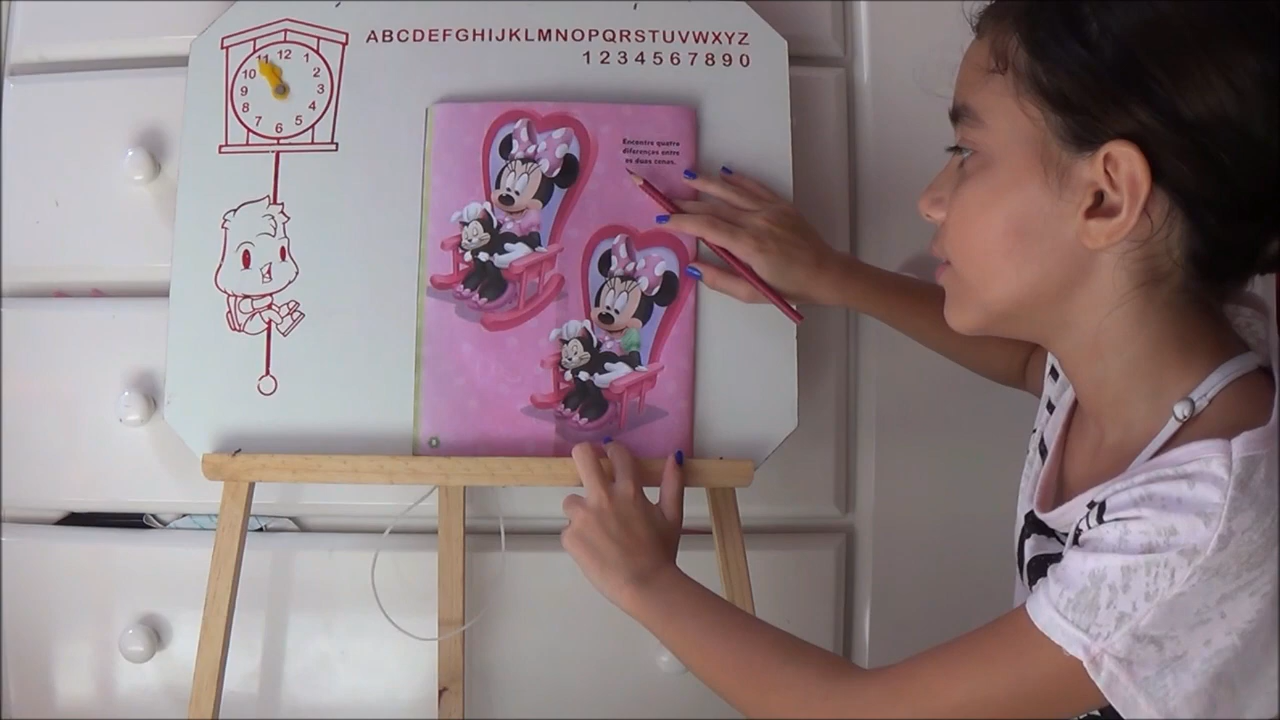 ABCDEFGHIJKLMNOPQRSTUVWXYZ
1234567890
11 12 1
10 2
9 3
8 4
7 6 5
Encontre quatro
diferenças entre
as duas cenas.